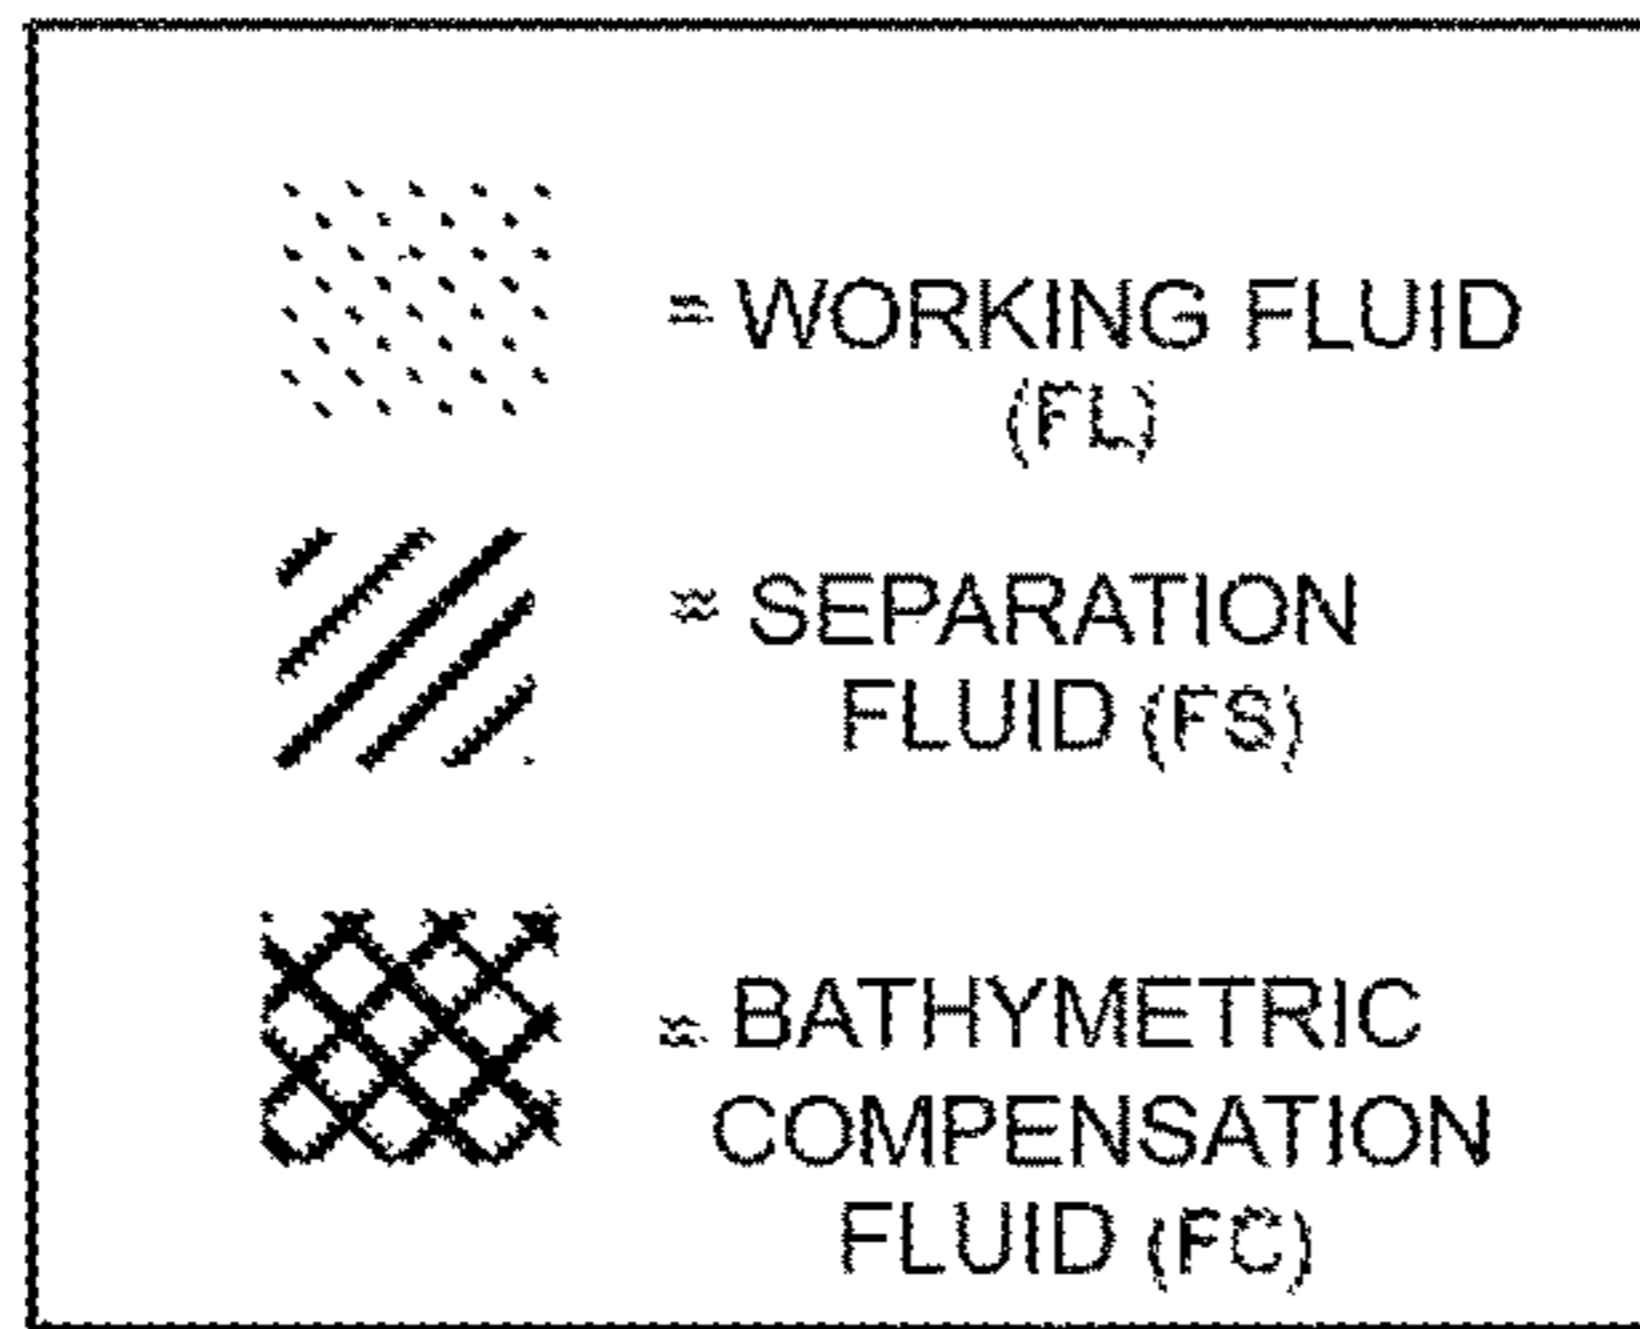 = WORKING FLUID
(FL)
= SEPARATION
FLUID (FS)
= BATHYMETRIC
COMPENSATION
FLUID (FC)